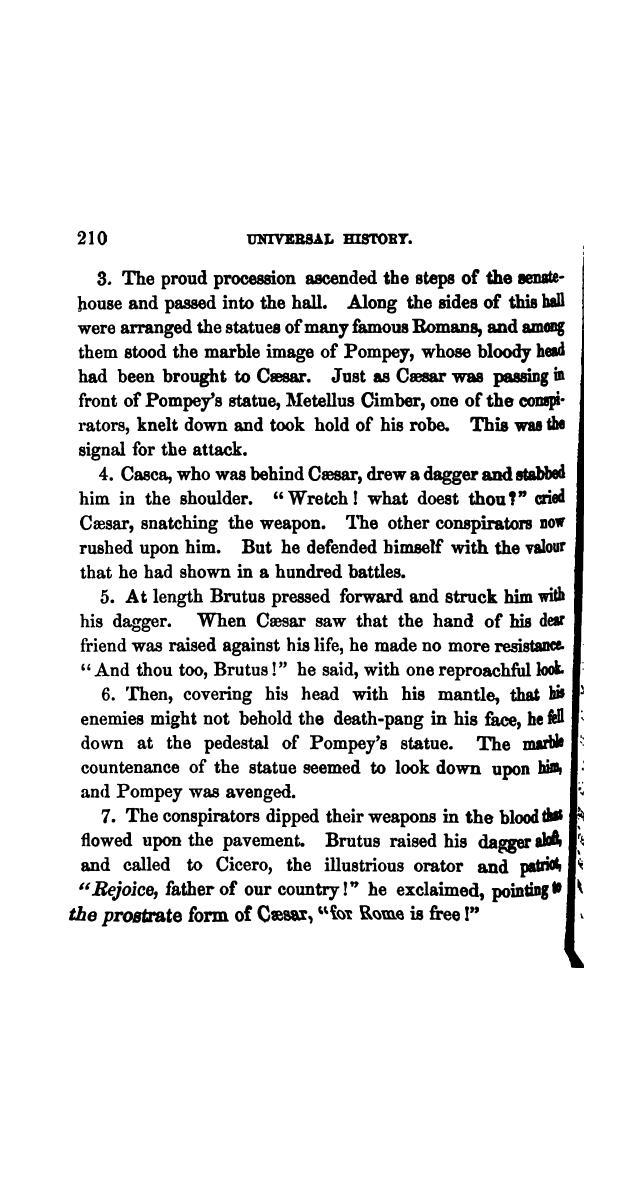 210 UNIVERSAL HISTORY.
3. The proud procession ascended the steps of the senate-
house and passed into the hall. Along the sides of this hall
were arranged the statues of many famous Romans, and among
them stood the marble image of Pompey, whose bloody head
had been brought to Cæsar. Just as Cæsar was passing in
front of Pompey's statue, Metellus Cimber, one of the conspi-
rators, knelt down and took hold of his robe. This was the
signal for the attack.
4. Casca, who was behind Cæsar, drew a dagger and stabbed
him in the shoulder. "Wretch! what doest thou?" cried
Cæsar, snatching the weapon. The other conspirators now
rushed upon him. But he defended himself with the valour
that he had shown in a hundred battles.
5. At length Brutus pressed forward and struck him with
his dagger. When Cæsar saw that the hand of his dear
friend was raised against his life, he made no more resistance.
"And thou too, Brutus!" he said, with one reproachful look.
6. Then, covering his head with his mantle, that his
enemies might not behold the death-pang in his face, he fell
down at the pedestal of Pompey's statue. The marble
countenance of the statue seemed to look down upon him,
and Pompey was avenged.
7. The conspirators dipped their weapons in the blood that
flowed upon the pavement. Brutus raised his dagger aloft,
and called to Cicero, the illustrious orator and patriot,
"Rejoice, father of our country!" he exclaimed, pointing to
the prostrate form of Cæsar, "for Rome is free!"